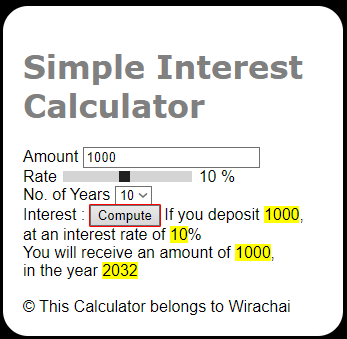 Simple Interest
Calculator
Amount 1000
Rate 10 %
No. of Years 10
Interest : Compute If you deposit 1000,
at an interest rate of 10%
You will receive an amount of 1000,
in the year 2032
© This Calculator belongs to Wirachai